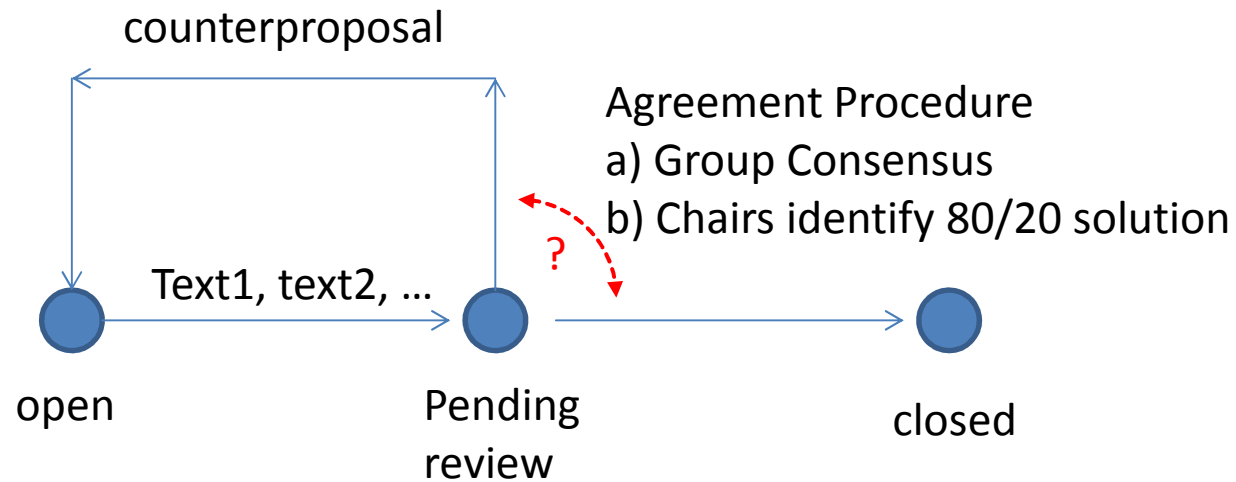 counterproposal
Agreement Procedure
a) Group Consensus
b) Chairs identify 80/20 solution
?
Text1, text2, …
open
Pending
review
closed